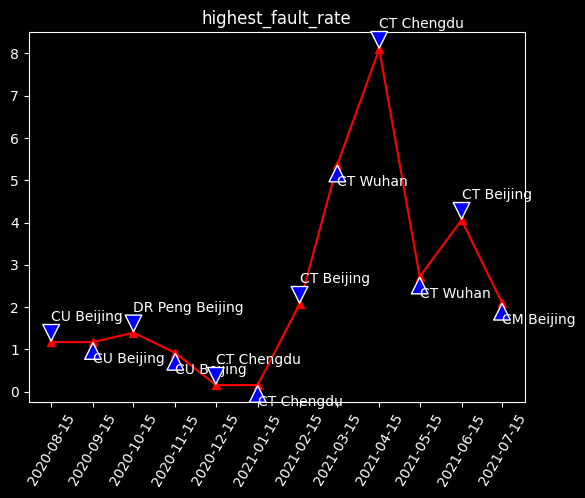 highest_fault_rate
CT Chengdu
8
7
6
5
4
3
2
1
0
CT Wuhan
CT Beijing
CT Beijing
CT Wuhan
DR Peng Beijing
CU Beijing
CM Beijing
CU Beijing
CT Chengdu
CU Beijing
CT Chengdu
2020-08-15
2020-09-15
2020-10-15
2020-11-15
2020-12-15
2021-01-15
2021-02-15
2021-03-15
2021-04-15
2021-05-15
2021-06-15
2021-07-15